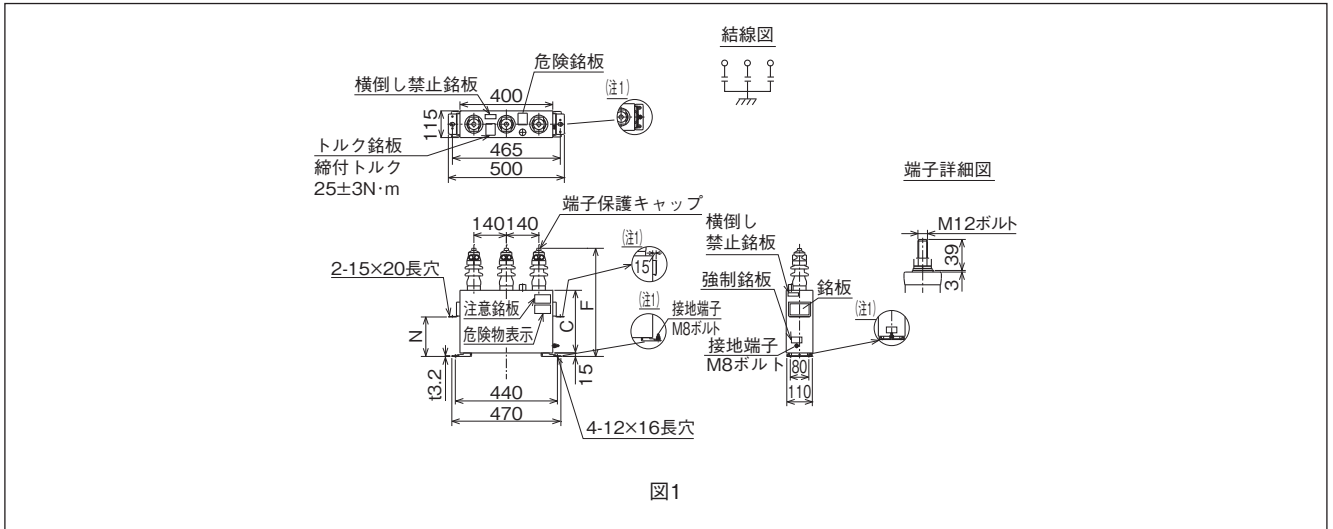 結線図
危険銘板
横倒し禁止銘板
(注1)
400
115
465
500
トルク銘板
締付トルク
25±3N·m
端子詳細図
M12ボルト
39
3
端子保護キャップ
140
140
(注1)
15
2-15×20長穴
注意銘板
危険物表示
(注1)
接地端子
M8ボルト
N
C
F
t3.2
15
440
470
4-12×16長穴
横倒し
禁止銘板
強制銘板
銘板
(注1)
接地端子
M8ボルト
80
110
図1